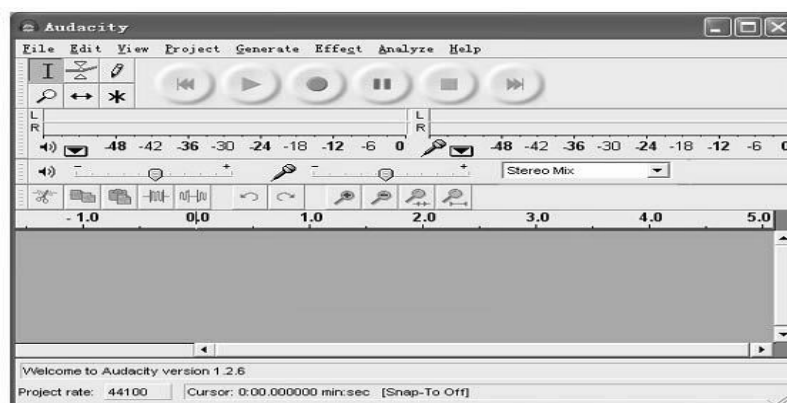 Audacity
File Edit View Project Generate Effect Analyze Help
L
R
L
R
-48 -42 -36 -30 -24 -18 -12 -6 0
-48 -42 -36 -30 -24 -18 -12 -6 0
- + - + Stereo Mix
- 1.0 0.0 1.0 2.0 3.0 4.0 5.0
Welcome to Audacity version 1.2.6
Project rate: 44100 Cursor: 0:00.000000 min:sec [Snap-To Off]